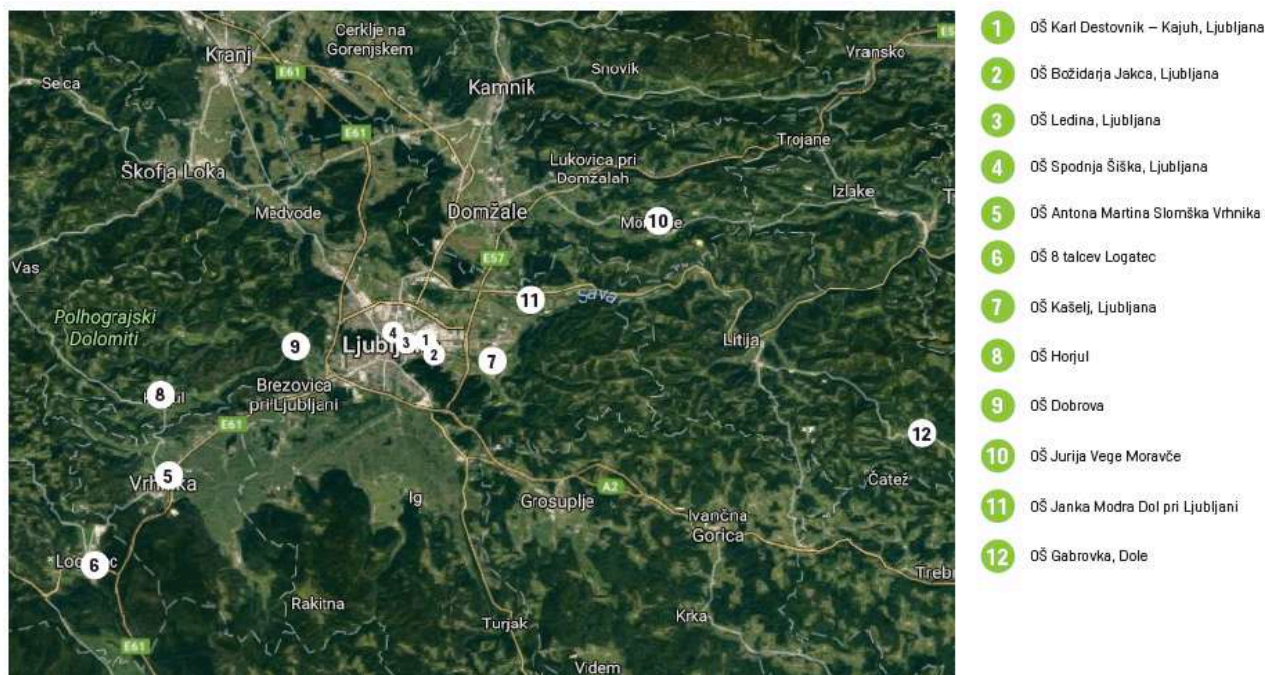 Cerklje na
Gorenjskem
Kranj
E61
Vransko
Selca
Snovik
Kamnik
E61
Trojane
Škofja Loka
Lukovica pri
Domžalah
Izlake
Medvode
Domžale
10
E57
Vas
11
Sava
Polhograjski
Dolomiti
4
3
1
2
9
7
Litija
8
Brezovica
pri Ljubljani
E61
12
5
Čatež
Ig
Grosuplje
A2
Ivančna
Gorica
6
Rakitna
Turjak
Krka
E61
Videm
1 OŠ Karl Destovnik – Kajuh, Ljubljana
2 OŠ Božidarja Jakca, Ljubljana
3 OŠ Ledina, Ljubljana
4 OŠ Spodnja Šiška, Ljubljana
5 OŠ Antona Martina Slomška Vrhnika
6 OŠ 8 talcev Logatec
7 OŠ Kašelj, Ljubljana
8 OŠ Horjul
9 OŠ Dobrova
10 OŠ Jurija Vege Moravče
11 OŠ Janka Modra Dol pri Ljubljani
12 OŠ Gabrovka, Dole